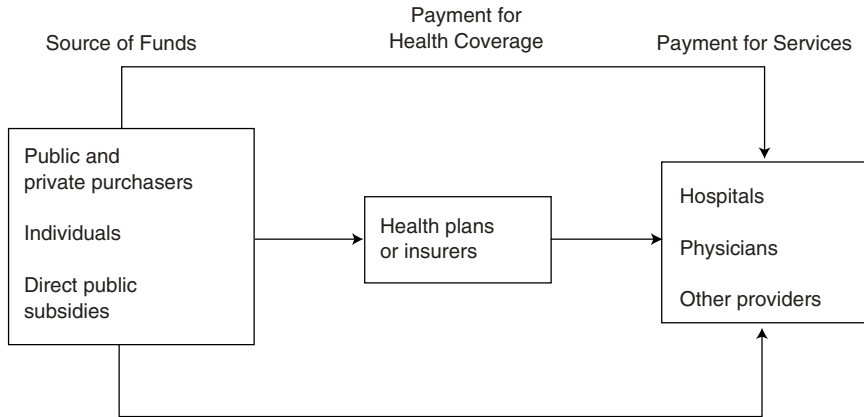 Source of Funds
Payment for
Health Coverage
Payment for Services
Public and
private purchasers
Individuals
Direct public
subsidies
Health plans
or insurers
Hospitals
Physicians
Other providers